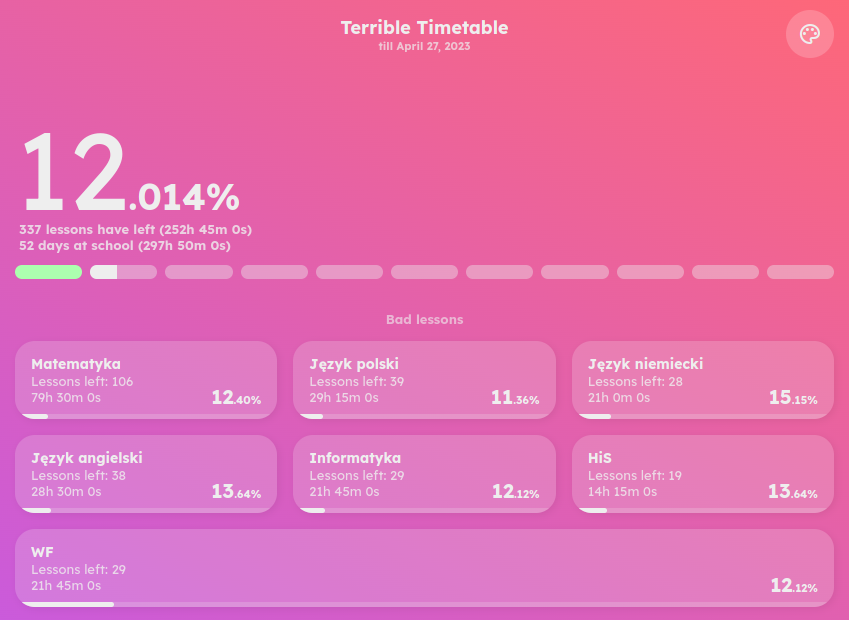 Terrible Timetable
till April 27, 2023
12.014%
337 lessons have left (252h 45m 0s)
52 days at school (297h 50m 0s)
Bad lessons
Matematyka
Lessons left: 106
79h 30m 0s
12.40%
Język polski
Lessons left: 39
29h 15m 0s
11.36%
Język niemiecki
Lessons left: 28
21h 0m 0s
15.15%
Język angielski
Lessons left: 38
28h 30m 0s
13.64%
Informatyka
Lessons left: 29
21h 45m 0s
12.12%
HiS
Lessons left: 19
14h 15m 0s
13.64%
WF
Lessons left: 29
21h 45m 0s
12.12%